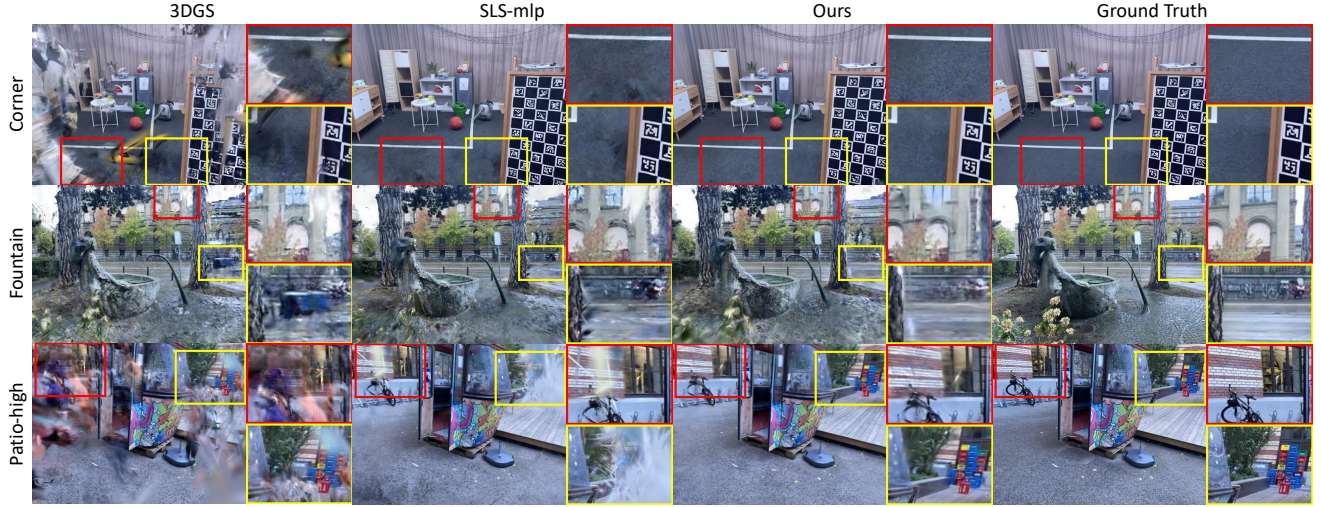 3DGS
SLS-mlp
Ours
Ground Truth
Corner
Fountain
Patio-high